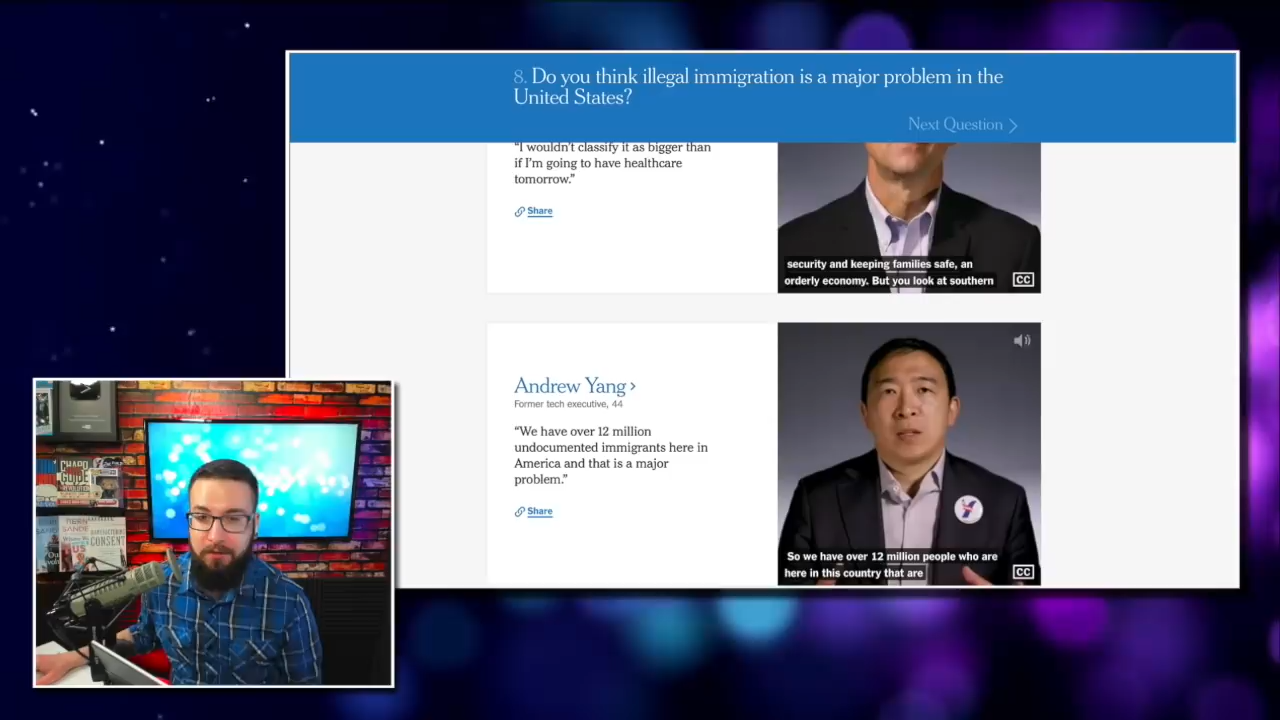 8. Do you think illegal immigration is a major problem in the
United States?
Next Question
“I wouldn’t classify it as bigger than
if I’m going to have healthcare
tomorrow.”
Share
security and keeping families safe, an
orderly economy. But you look at southern
CC
Andrew Yang
Former tech executive, 44
“We have over 12 million
undocumented immigrants here in
America and that is a major
problem.”
Share
So we have over 12 million people who are
here in this country that are
CC
CHAPO
GUIDE
US
CONSENT